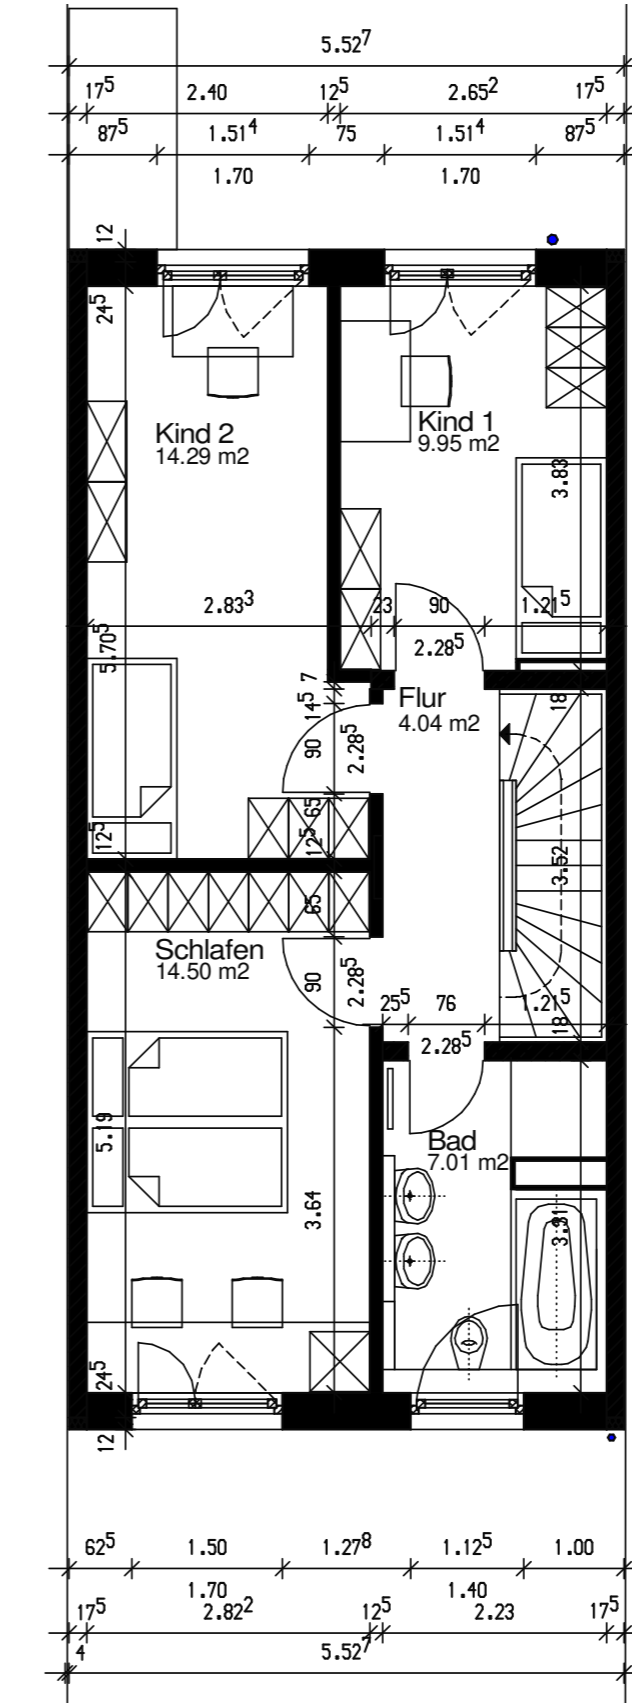 5.52⁷
17⁵ 2.40 12⁵ 2.65² 17⁵
87⁵ 1.51⁴ 75 1.51⁴ 87⁵
1.70 1.70
12
24⁵
Kind 2
14.29 m2
Kind 1
9.95 m2
3.83
2.83³ 23 90 1.21⁵
2.28⁵
5.70⁵
7
14⁵
90
2.28⁵
Flur
4.04 m2
18
65
12⁵
12⁵
3.52
65
Schlafen
14.50 m2
90
2.28⁵
25⁵ 76 1.21⁵
2.28⁵
18
5.19
Bad
7.01 m2
3.64
3.31
24⁵
12
62⁵ 1.50 1.27⁸ 1.12⁵ 1.00
1.70 1.40
17⁵ 2.82² 12⁵ 2.23 17⁵
4 5.52⁷